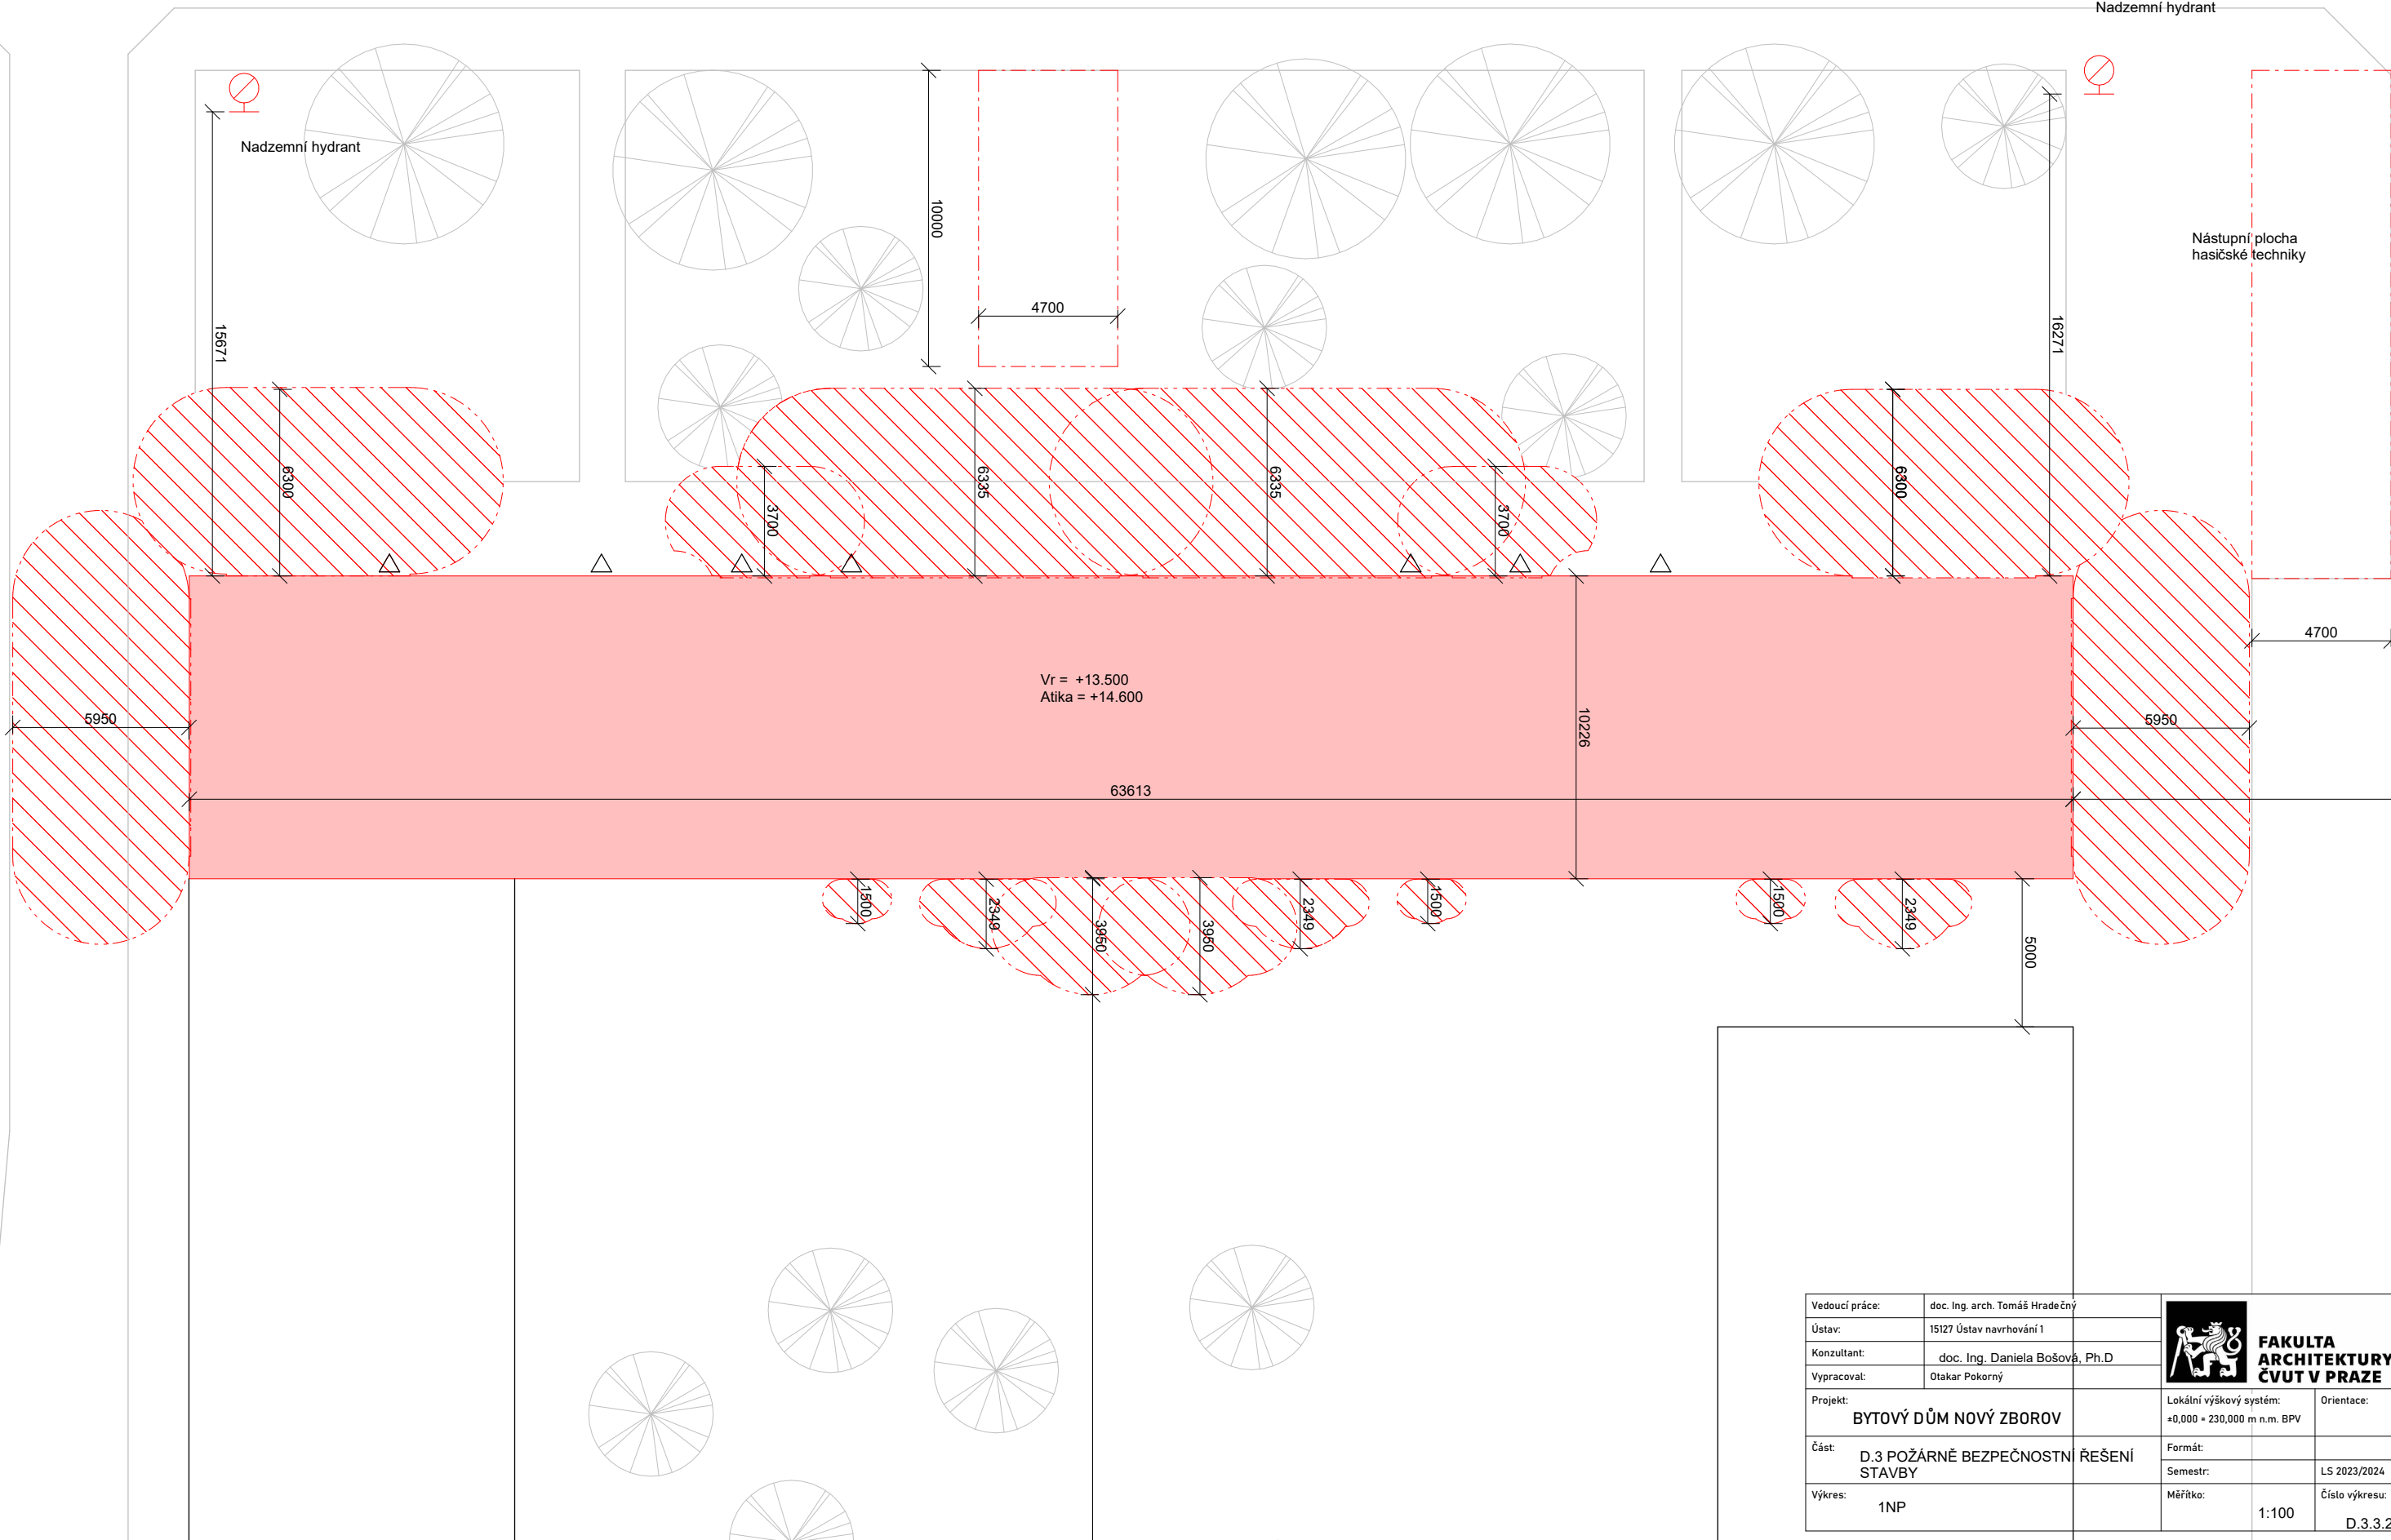 Nadzemní hydrant
Nadzemní hydrant
10000
4700
Nástupní plocha
hasičské techniky
15671
16271
6300
6335
6335
6300
3700
3700
4700
Vr = +13.500
Atika = +14.600
5950
10226
5950
63613
1500
2349
3950
3950
2349
1500
1500
2349
5000
Vedoucí práce: doc. Ing. arch. Tomáš Hradečný
Ústav: 15127 Ústav navrhování 1
Konzultant: doc. Ing. Daniela Bošová, Ph.D
Vypracoval: Otakar Pokorný
FAKULTA
ARCHITEKTURY
ČVUT V PRAZE
Projekt: BYTOVÝ DŮM NOVÝ ZBOROV
Lokální výškový systém:
±0,000 = 230,000 m n.m. BPV
Orientace:
Část: D.3 POŽÁRNĚ BEZPEČNOSTNÍ ŘEŠENÍ
STAVBY
Formát:
Semestr: LS 2023/2024
Výkres: 1NP
Měřítko: 1:100
Číslo výkresu:
D.3.3.2